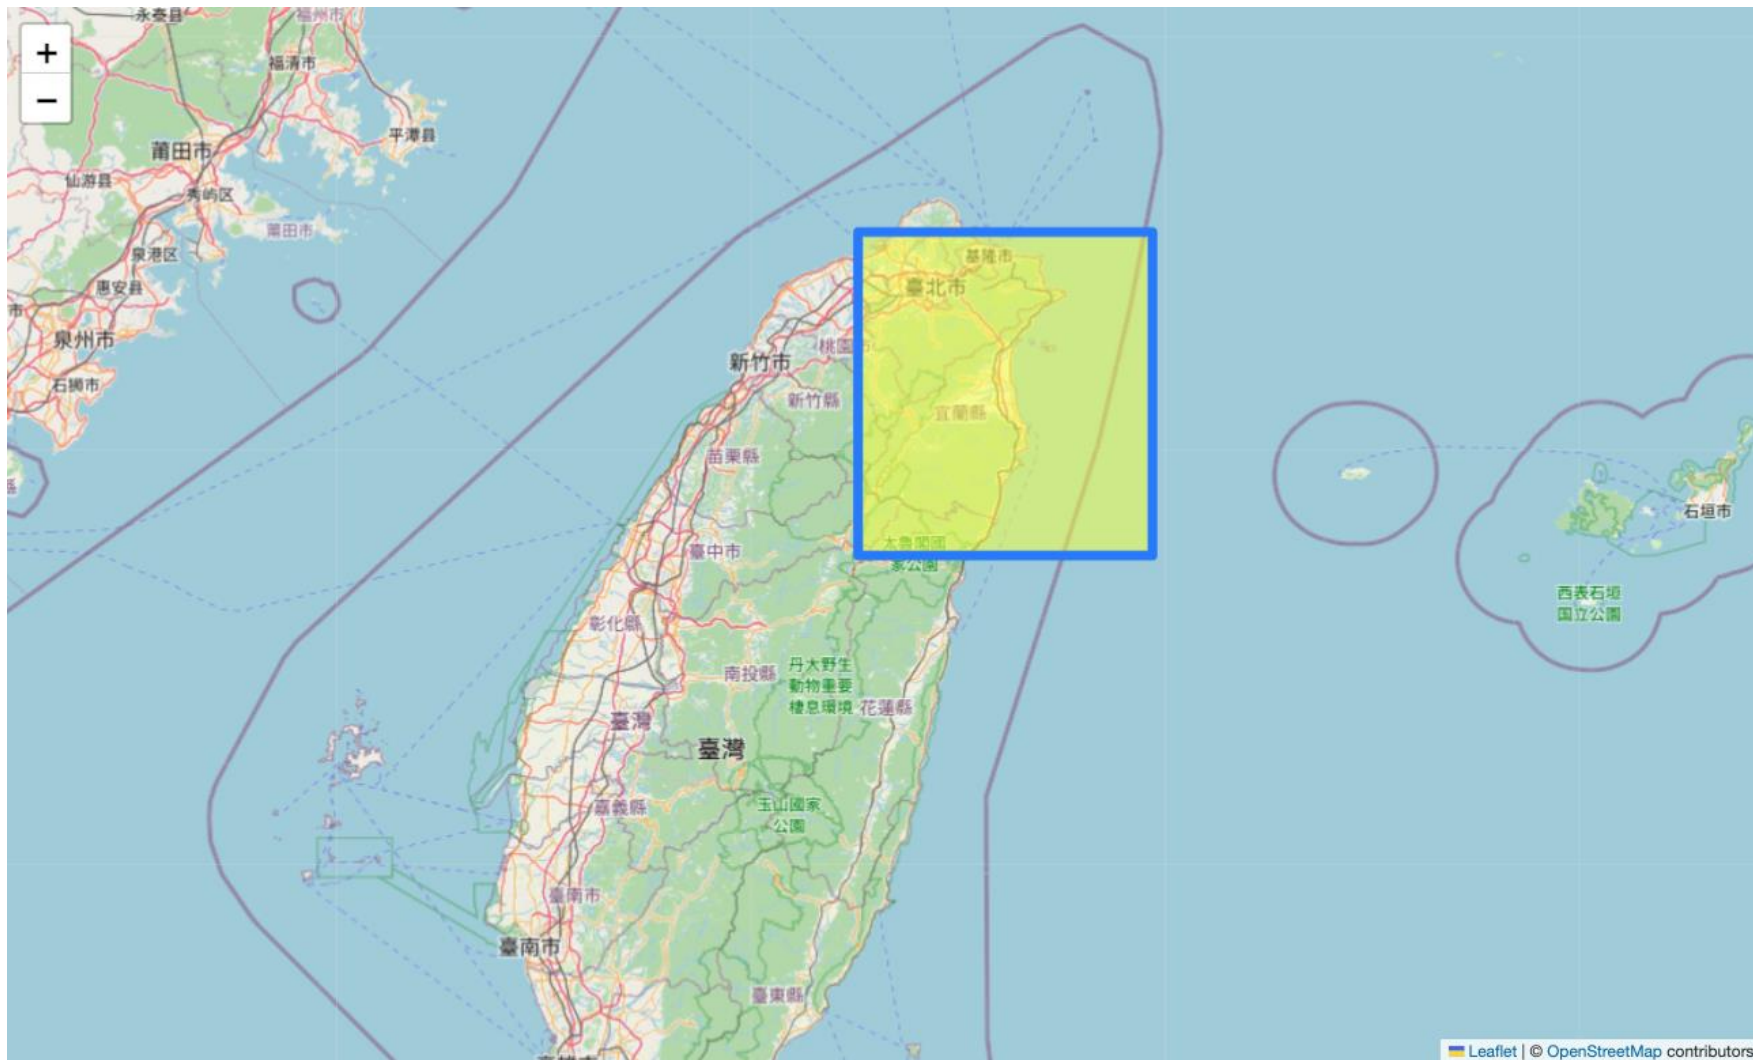 永泰县
福州市
+
福清市
−
平潭县
莆田市
仙游县
秀屿区
莆田市
泉港区
基隆市
惠安县
臺北市
市
泉州市
桃園市
新竹市
石狮市
新竹縣
宜蘭縣
苗栗縣
县
石垣市
臺中市
太魯閣國
家公園
西表石垣
国立公園
彰化縣
丹大野生
動物重要
棲息環境
南投縣
花蓮縣
臺灣
臺灣
嘉義縣
玉山國家
公園
臺南市
臺南市
臺東縣
高雄市
Leaflet | © OpenStreetMap contributors